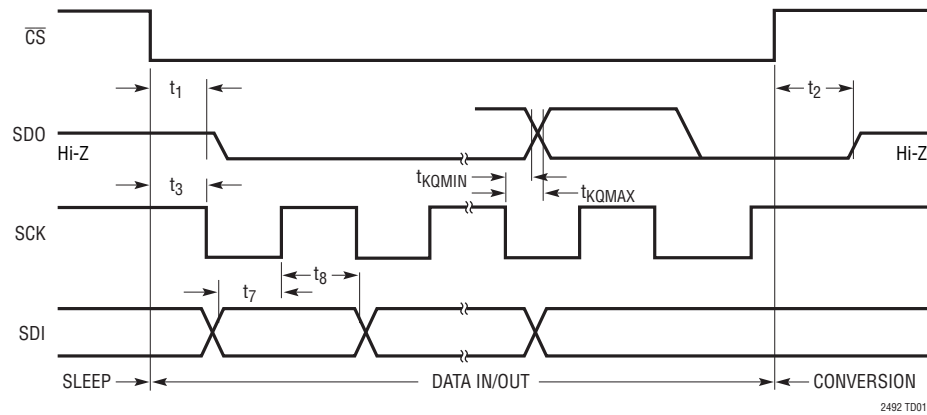 CS
t1
t2
SDO
Hi-Z
Hi-Z
tKQMIN
t3
tKQMAX
SCK
t8
t7
SDI
SLEEP
DATA IN/OUT
CONVERSION
2492 TD01